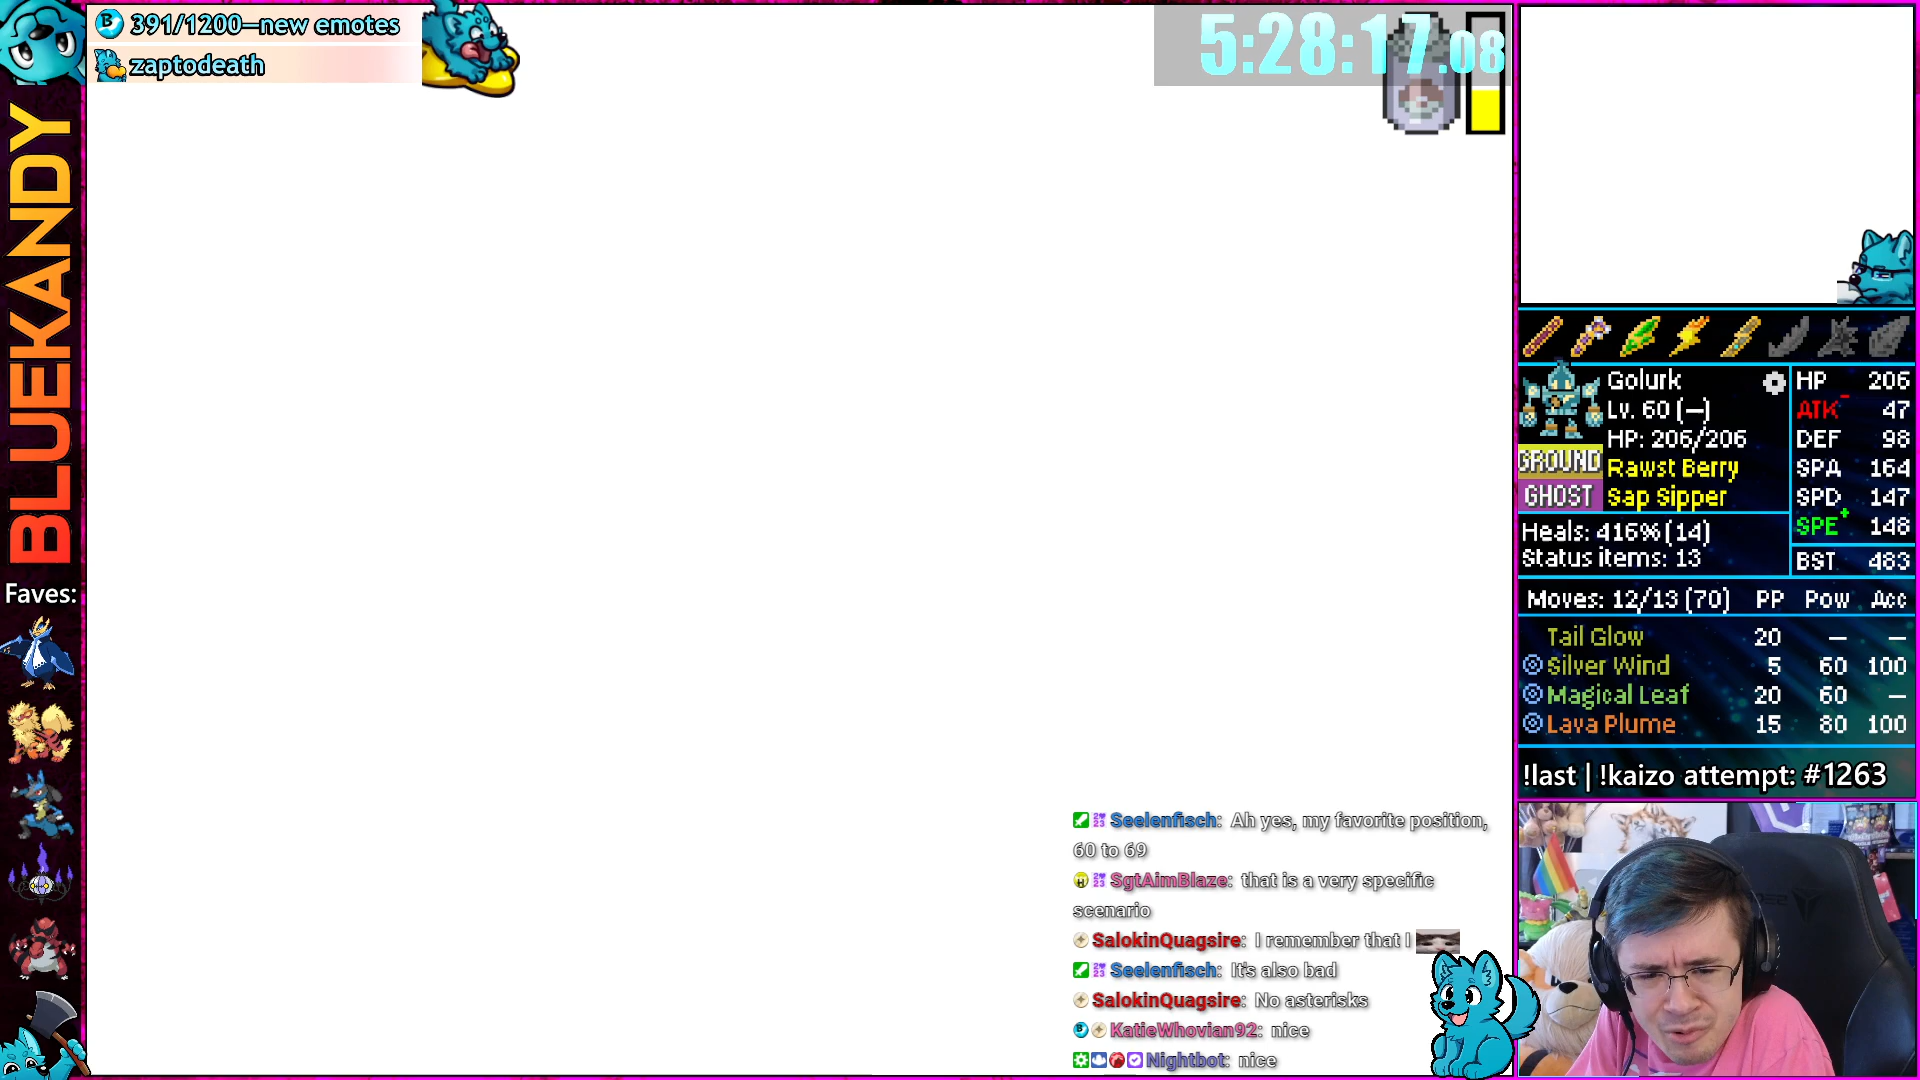 391/1200—new emotes
zaptodeath
5:28:17.08
BLUEKANDY
Faves:
Golurk
Lv. 60 (—)
HP: 206/206
GROUND
Rawst Berry
GHOST
Sap Sipper
HP 206
ATK- 47
DEF 98
SPA 164
SPD 147
SPE+ 148
BST 483
Heals: 416% (14)
Status items: 13
Moves: 12/13 (70) PP Pow Acc
Tail Glow 20 — —
Silver Wind 5 60 100
Magical Leaf 20 60 —
Lava Plume 15 80 100
!last | !kaizo attempt: #1263
Seelenfisch: Ah yes, my favorite position,
60 to 69
SgtAimBlaze: that is a very specific
scenario
SalokinQuagsire: I remember that I
Seelenfisch: It's also bad
SalokinQuagsire: No asterisks
KatieWhovian92: nice
Nightbot: nice